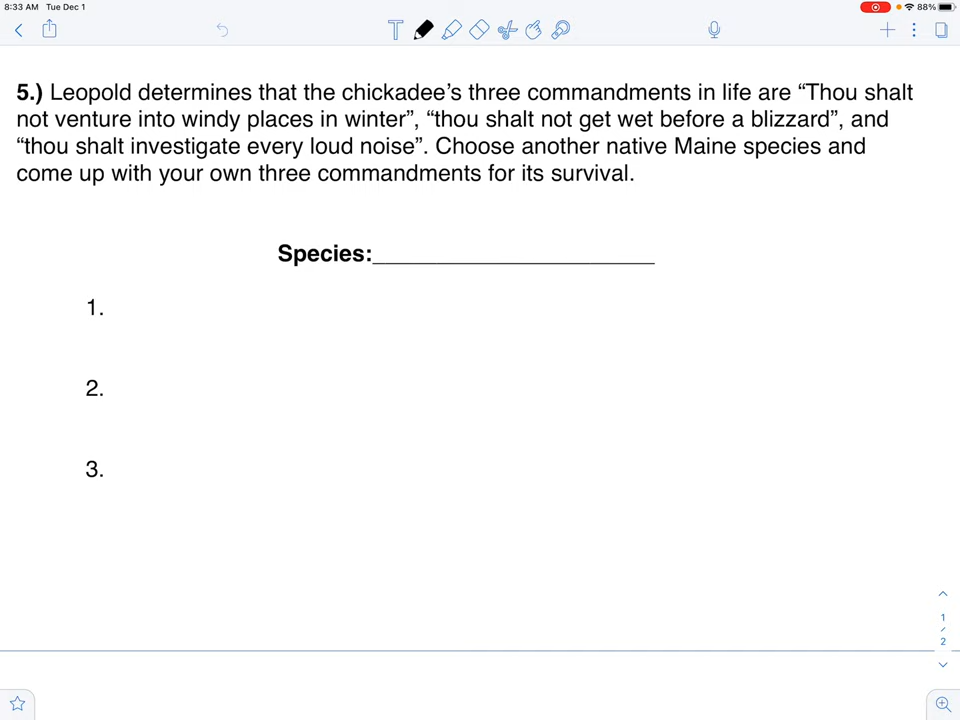 8:33 AM Tue Dec 1
88%
T
5.) Leopold determines that the chickadee’s three commandments in life are “Thou shalt
not venture into windy places in winter”, “thou shalt not get wet before a blizzard”, and
“thou shalt investigate every loud noise”. Choose another native Maine species and
come up with your own three commandments for its survival.
Species:______________________
1.
2.
3.
1
2